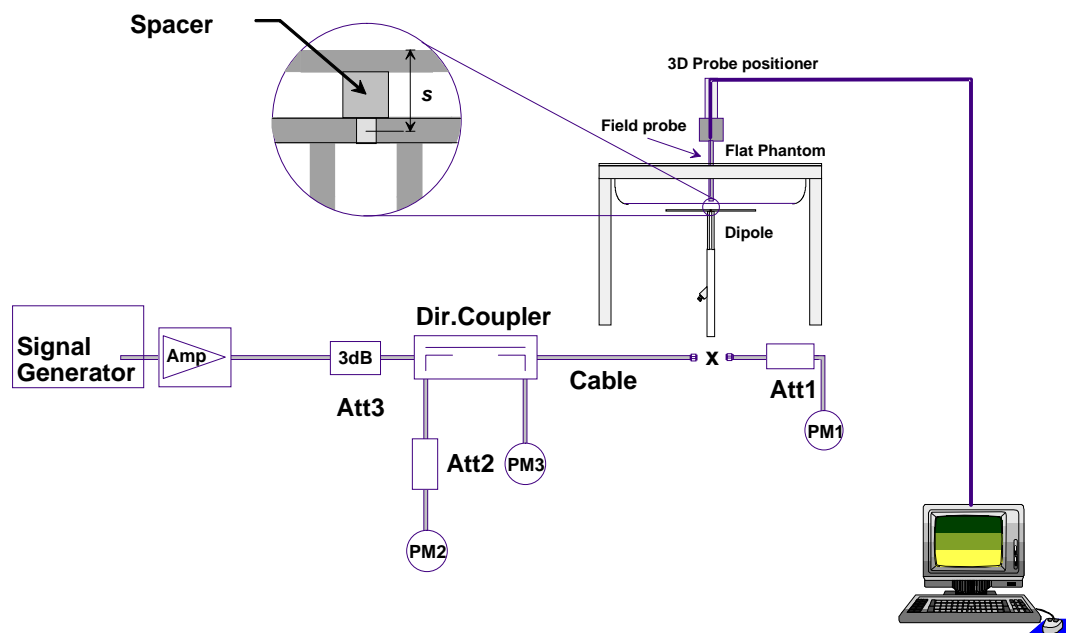 Spacer
s
3D Probe positioner
Field probe
Flat Phantom
Dipole
Signal
Generator
Amp
3dB
Att3
Dir.Coupler
Cable
x
Att1
PM1
Att2
PM3
PM2